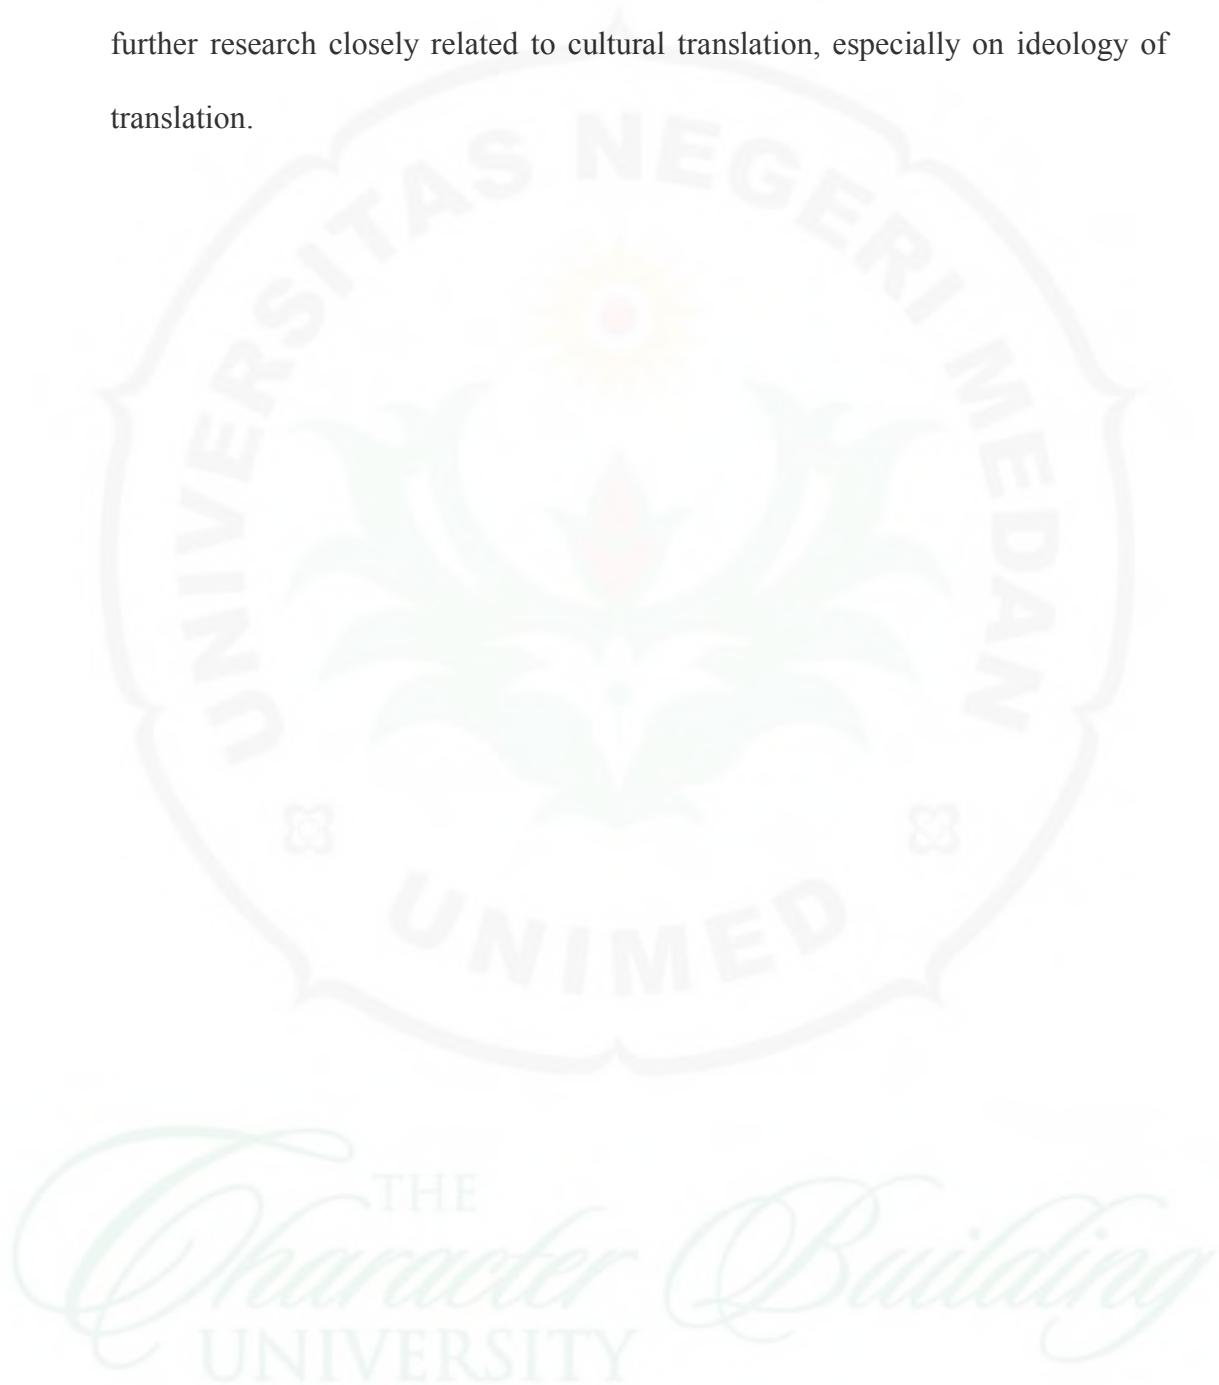 further research closely related to cultural translation, especially on ideology of
translation.
UNIVERSITAS NEGERI MEDAN
UNIMED
THE
Character Building
UNIVERSITY